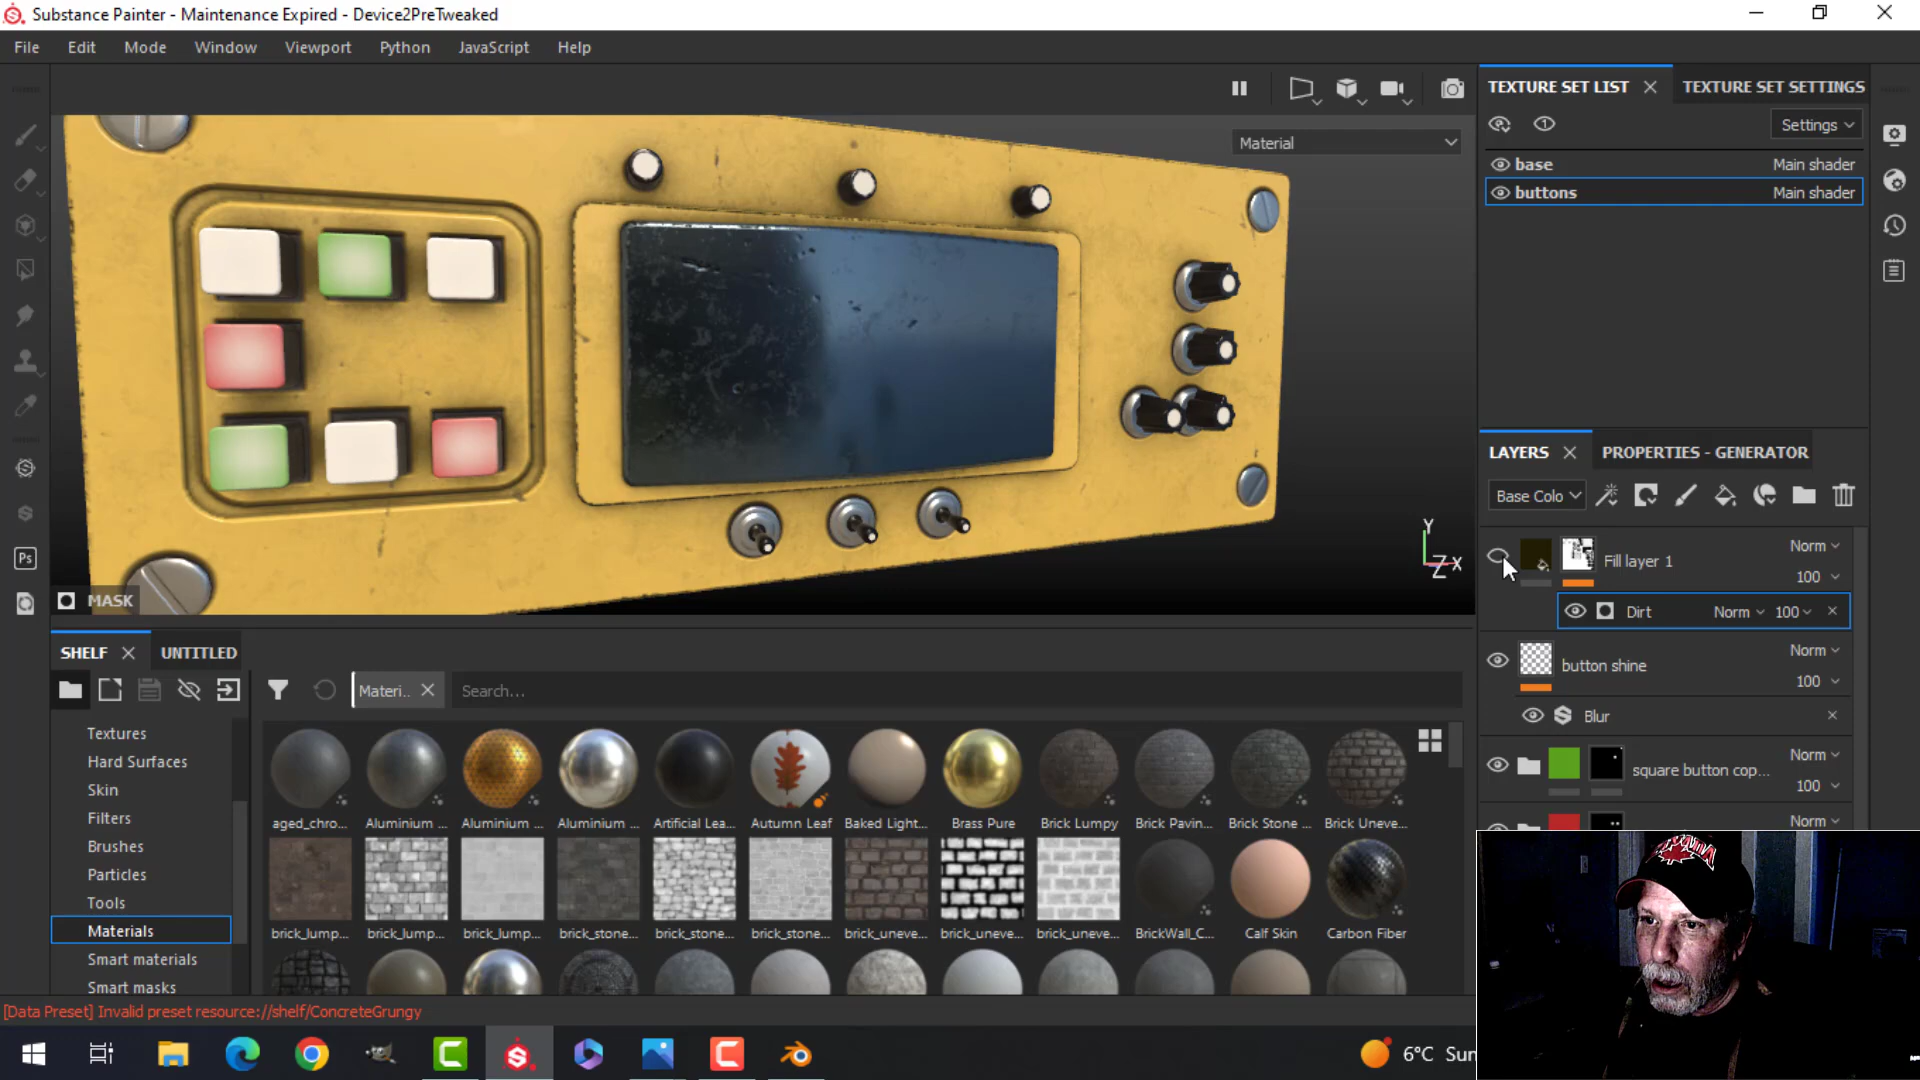 Substance Painter - Maintenance Expired - Device2PreTweaked
File Edit Mode Window Viewport Python JavaScript Help
Material
MASK
TEXTURE SET LIST TEXTURE SET SETTINGS
Settings
base Main shader
buttons Main shader
LAYERS PROPERTIES - GENERATOR
Base Colo
Norm
Fill layer 1
100
Dirt Norm 100
Norm
button shine
100
Blur
Norm
square button cop...
100
Norm
Y
Z X
SHELF UNTITLED
Materi.. Search...
Textures
Hard Surfaces
Skin
Filters
Brushes
Particles
Tools
Materials
Smart materials
Smart masks
aged_chro... Aluminium ... Aluminium ... Aluminium ... Artificial Lea... Autumn Leaf Baked Light... Brass Pure Brick Lumpy Brick Pavin... Brick Stone ... Brick Uneve...
brick_lump... brick_lump... brick_lump... brick_stone... brick_stone... brick_stone... brick_uneve... brick_uneve... brick_uneve... BrickWall_C... Calf Skin Carbon Fiber
[Data Preset] Invalid preset resource://shelf/ConcreteGrungy
Ps
6°C Sun